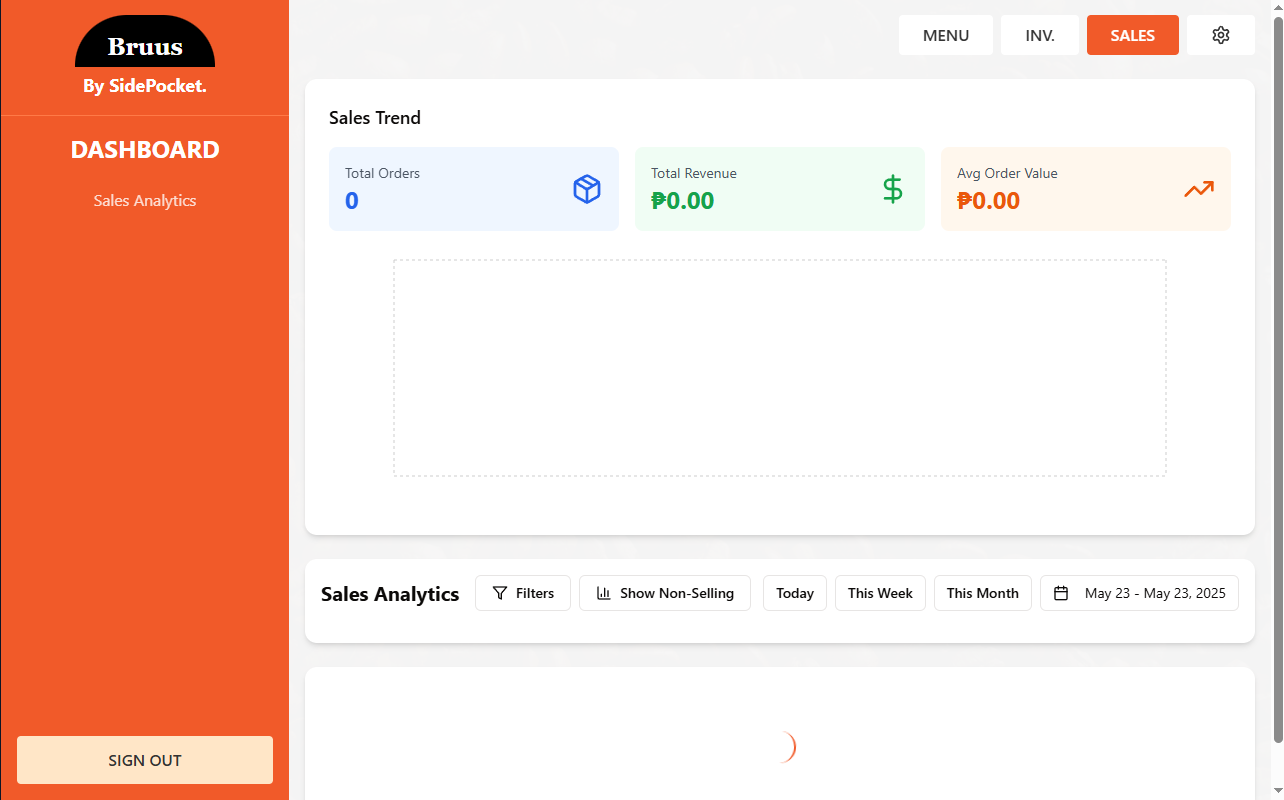 Bruus
By SidePocket.
DASHBOARD
Sales Analytics
SIGN OUT
MENU
INV.
SALES
Sales Trend
Total Orders
0
Total Revenue
₱0.00
Avg Order Value
₱0.00
Sales Analytics
Filters
Show Non-Selling
Today
This Week
This Month
May 23 - May 23, 2025